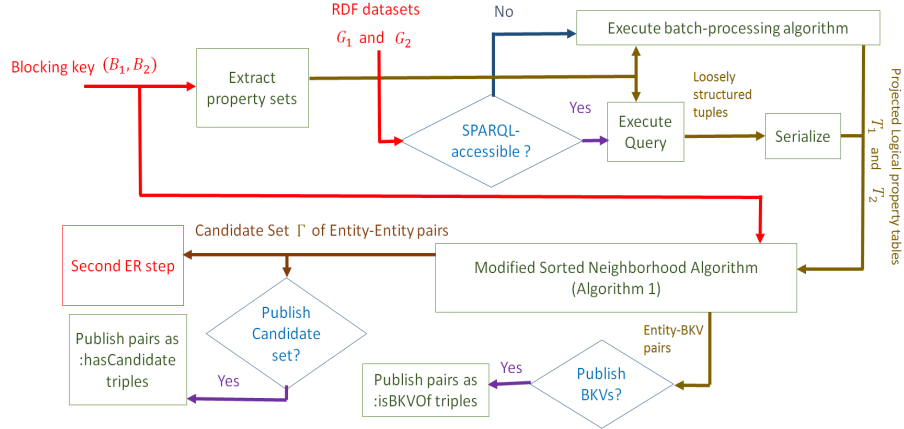 RDF datasets
G₁ and G₂
No
Execute batch-processing algorithm
Blocking key (B₁, B₂)
Extract
property sets
SPARQL-
accessible ?
Yes
Execute
Query
Loosely
structured
tuples
Serialize
Projected Logical property tables
T₁ and T₂
Candidate Set Γ of Entity-Entity pairs
Second ER step
Modified Sorted Neighborhood Algorithm
(Algorithm 1)
Publish
Candidate
set?
Publish pairs as
:hasCandidate
triples
Yes
Entity-BKV
pairs
Publish
BKVs?
Yes
Publish pairs as
:isBKVOf triples